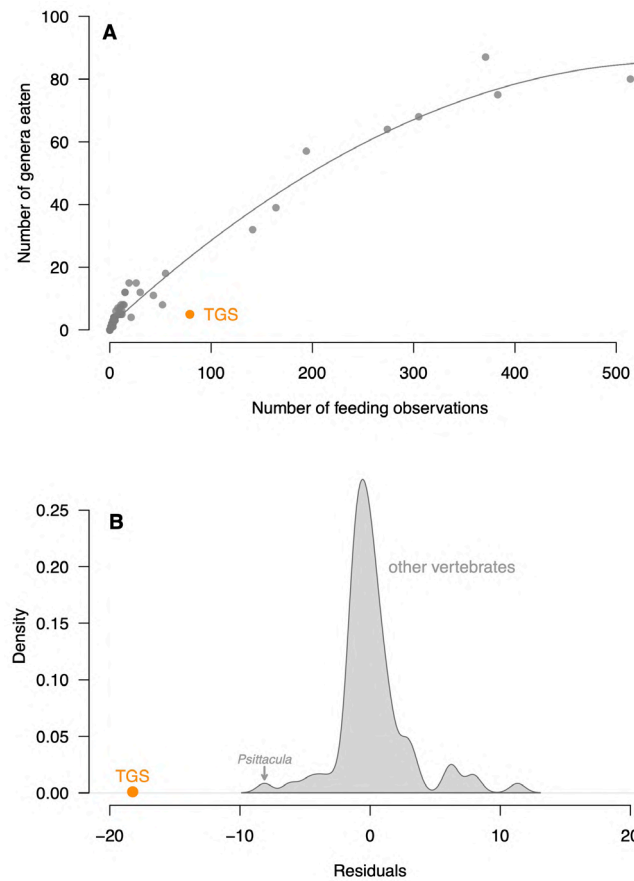 100
A
80
60
40
20
0
TGS
Number of genera eaten
0 100 200 300 400 500
Number of feeding observations
B
0.25
0.20
0.15
0.10
0.05
0.00
Density
other vertebrates
Psittacula
TGS
−20 −10 0 10 20
Residuals